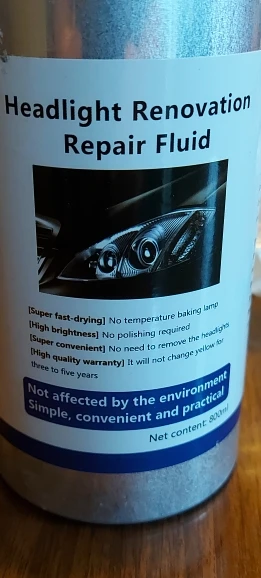 Headlight Renovation
Repair Fluid
[Super fast-drying] No temperature baking lamp
[High brightness] No polishing required
[Super convenient] No need to remove the headlights
[High quality warranty] It will not change yellow for
three to five years
Not affected by the environment
Simple, convenient and practical
Net content: 800ml